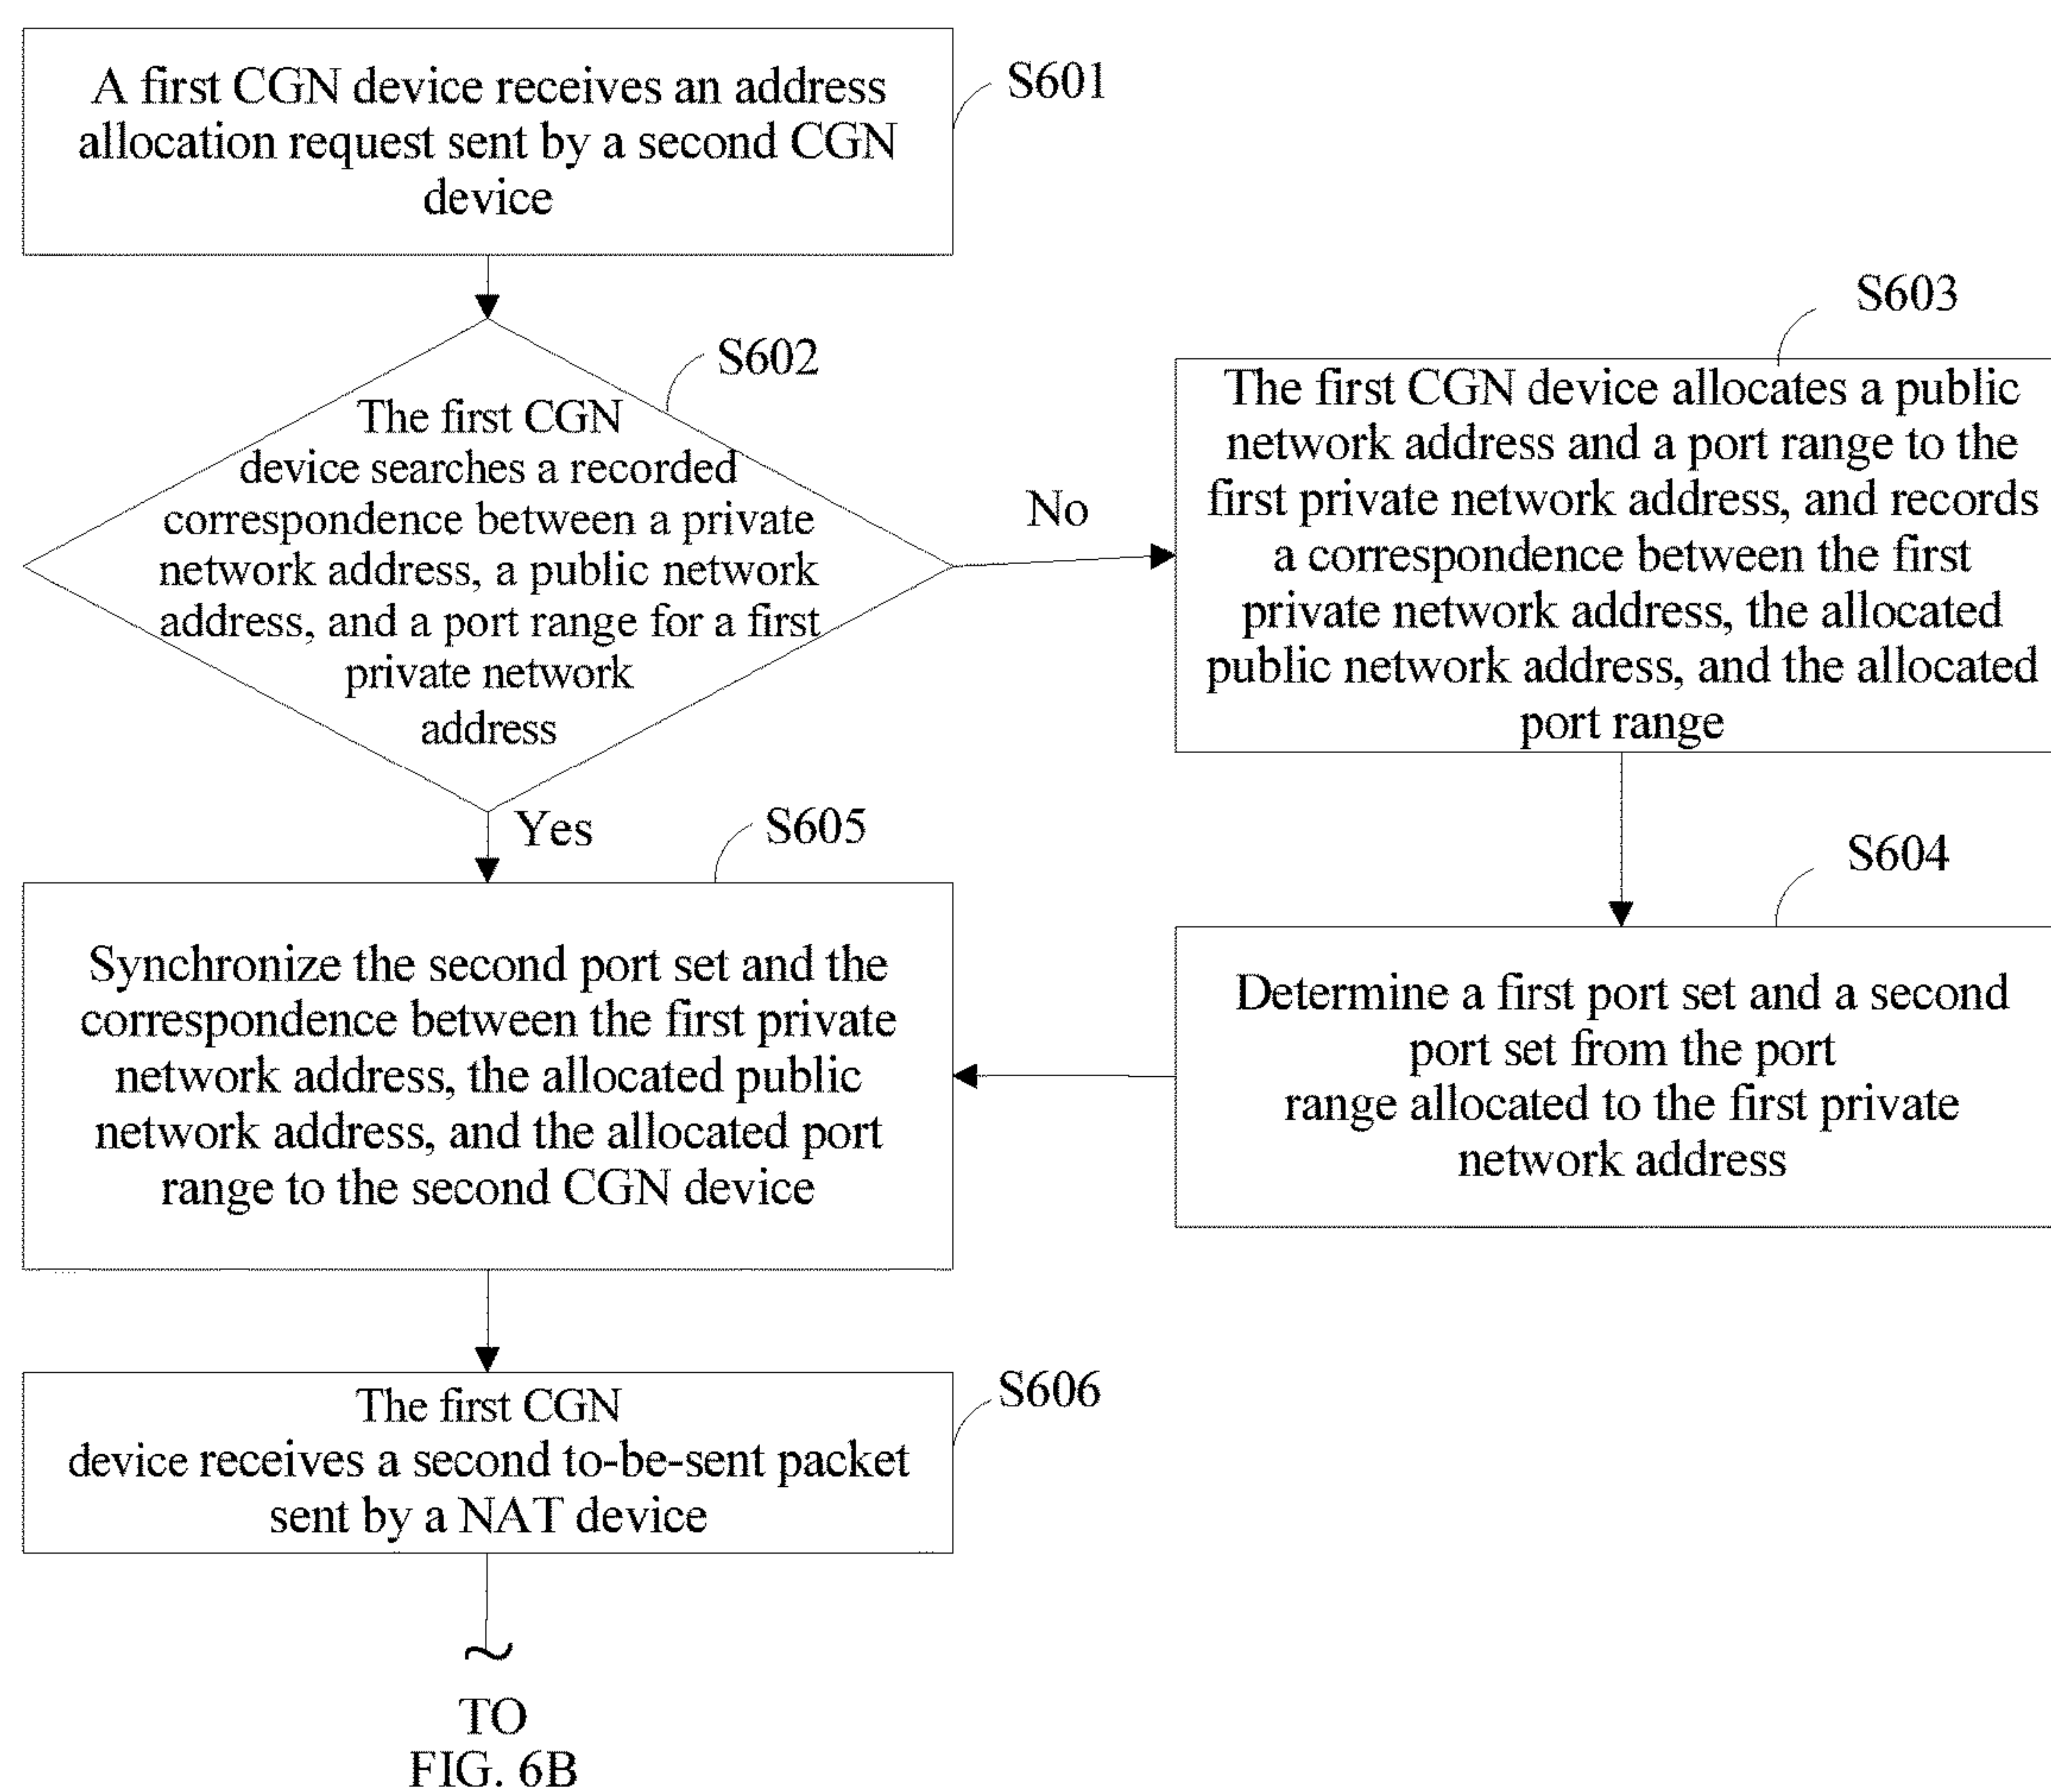 A first CGN device receives an address
allocation request sent by a second CGN
device
S601
S602
The first CGN
device searches a recorded
correspondence between a private
network address, a public network
address, and a port range for a first
private network
address
No
Yes
S603
The first CGN device allocates a public
network address and a port range to the
first private network address, and records
a correspondence between the first
private network address, the allocated
public network address, and the allocated
port range
S604
Determine a first port set and a second
port set from the port
range allocated to the first private
network address
S605
Synchronize the second port set and the
correspondence between the first private
network address, the allocated public
network address, and the allocated port
range to the second CGN device
S606
The first CGN
device receives a second to-be-sent packet
sent by a NAT device
~
TO
FIG. 6B